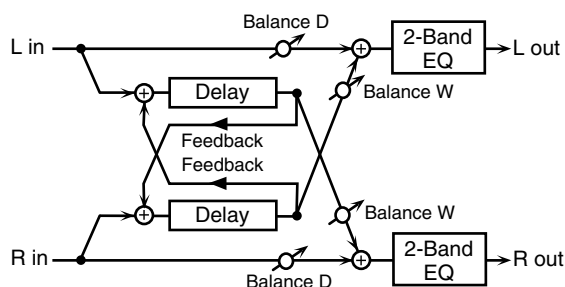 Balance D
L in
2-Band
EQ
L out
Delay
Balance W
Feedback
Feedback
Delay
Balance W
R in
Balance D
2-Band
EQ
R out